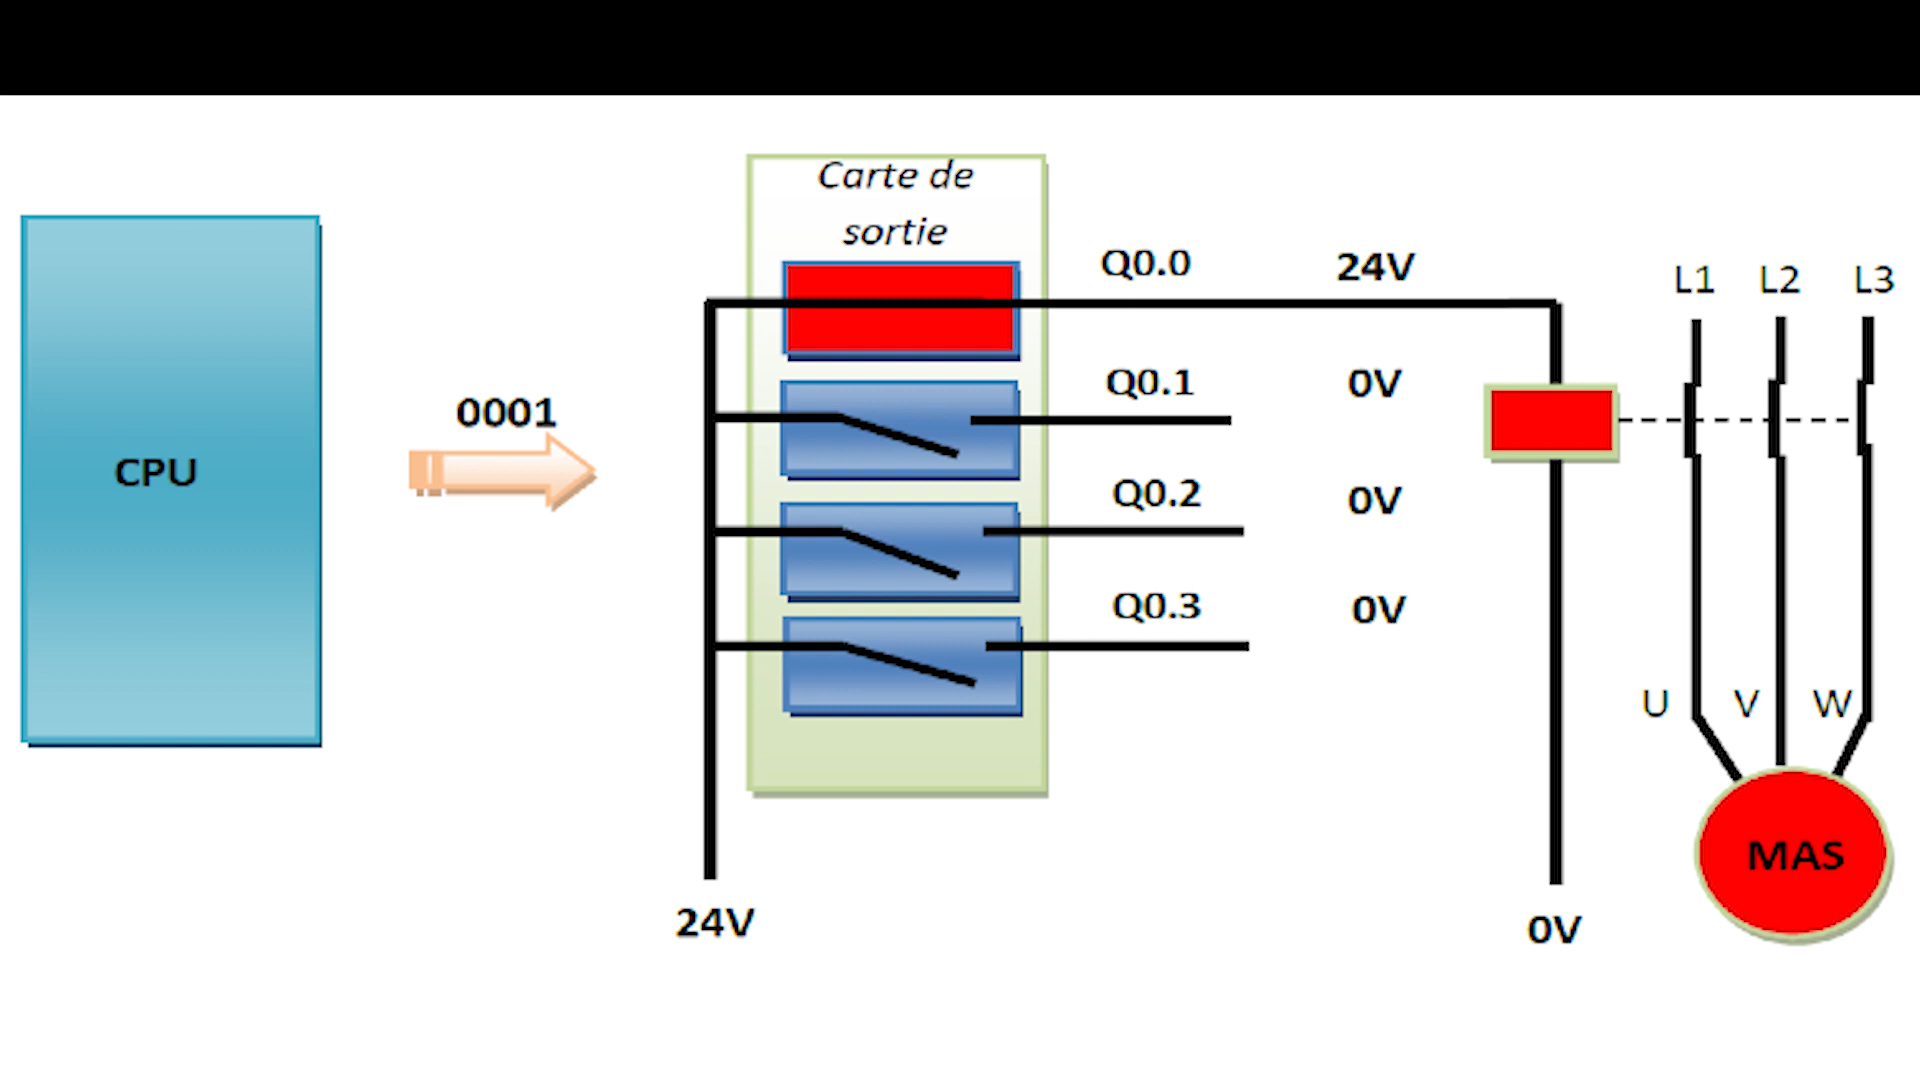 CPU
0001
Carte de
sortie
Q0.0
24V
Q0.1
0V
Q0.2
0V
Q0.3
0V
24V
0V
L1
L2
L3
U
V
W
MAS